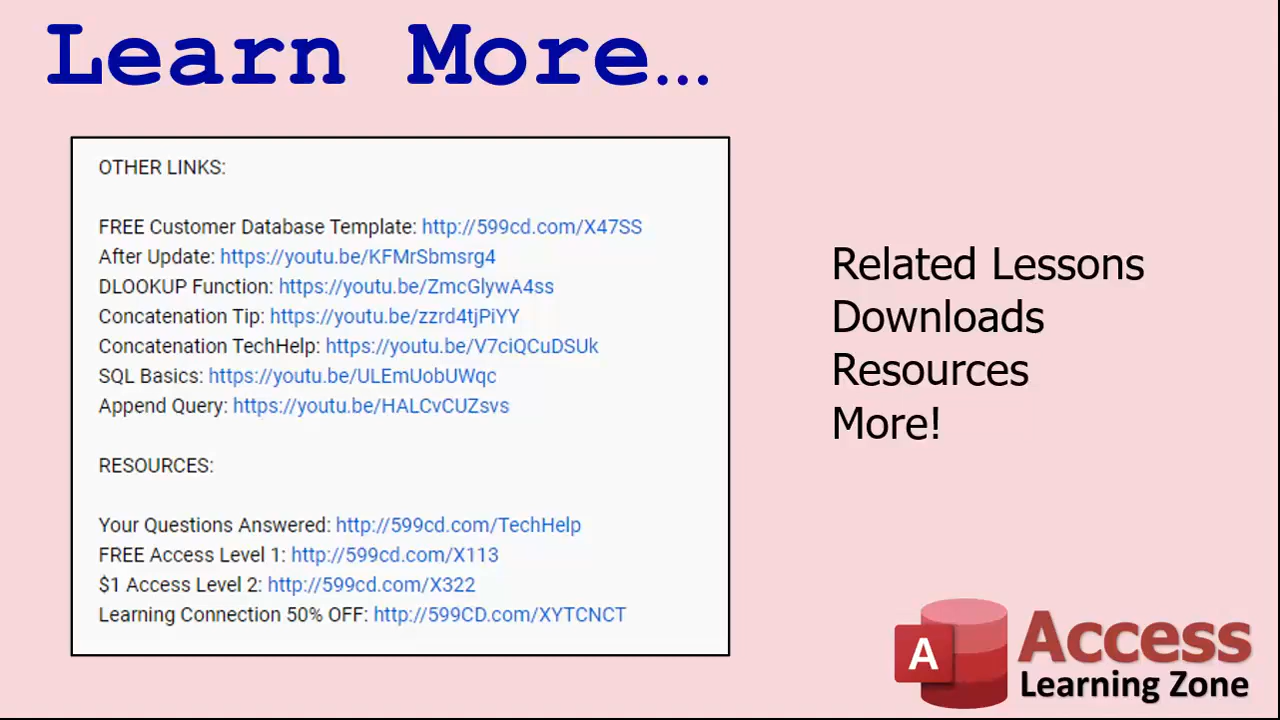 Learn More...
OTHER LINKS:
FREE Customer Database Template: http://599cd.com/X47SS
After Update: https://youtu.be/KFMrSbmsrg4
DLOOKUP Function: https://youtu.be/ZmcGlywA4ss
Concatenation Tip: https://youtu.be/zzrd4tjPiYY
Concatenation TechHelp: https://youtu.be/V7ciQCuDSUk
SQL Basics: https://youtu.be/ULEmUobUWqc
Append Query: https://youtu.be/HALCvCUZsvs
RESOURCES:
Your Questions Answered: http://599cd.com/TechHelp
FREE Access Level 1: http://599cd.com/X113
$1 Access Level 2: http://599cd.com/X322
Learning Connection 50% OFF: http://599CD.com/XYTCNCT
Related Lessons
Downloads
Resources
More!
A
Access
Learning Zone